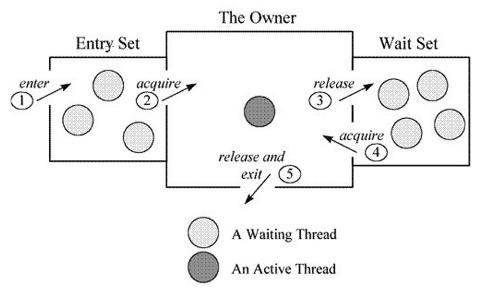 The Owner
Entry Set
Wait Set
enter
1
acquire
2
release
3
acquire
4
release and
exit
5
A Waiting Thread
An Active Thread